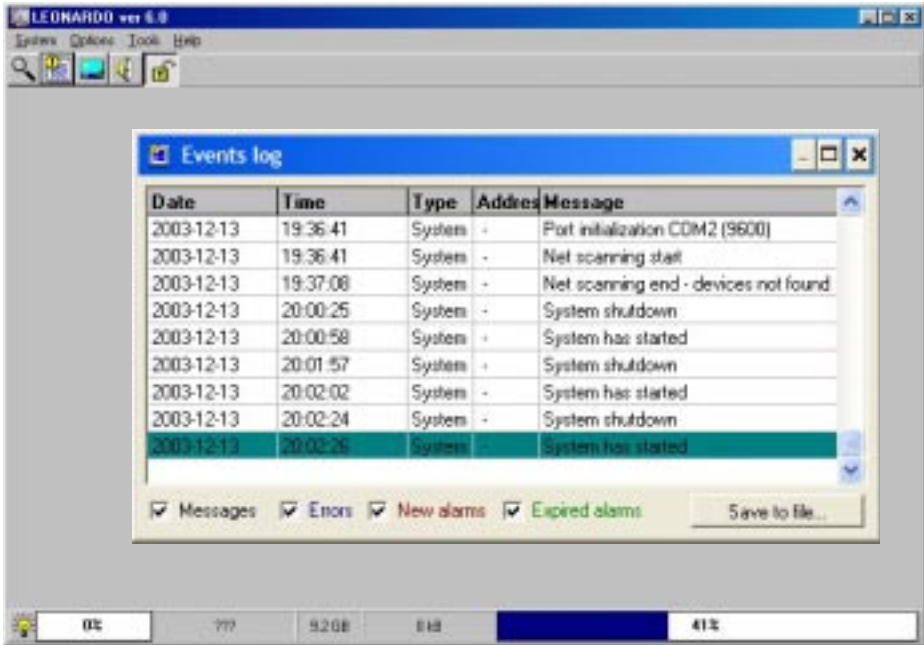 LEONARDO ver 6.0
System Options Tools Help
Events log
Date Time Type Addres Message
2003-12-13 19:36:41 System - Port initialization COM2 (9600)
2003-12-13 19:36:41 System - Net scanning start
2003-12-13 19:37:08 System - Net scanning end - devices not found
2003-12-13 20:00:25 System - System shutdown
2003-12-13 20:00:58 System - System has started
2003-12-13 20:01:57 System - System shutdown
2003-12-13 20:02:02 System - System has started
2003-12-13 20:02:24 System - System shutdown
2003-12-13 20:02:26 System - System has started
Messages Errors New alarms Expired alarms Save to file...
0% ??? 9.2 GB 0 kB 41%